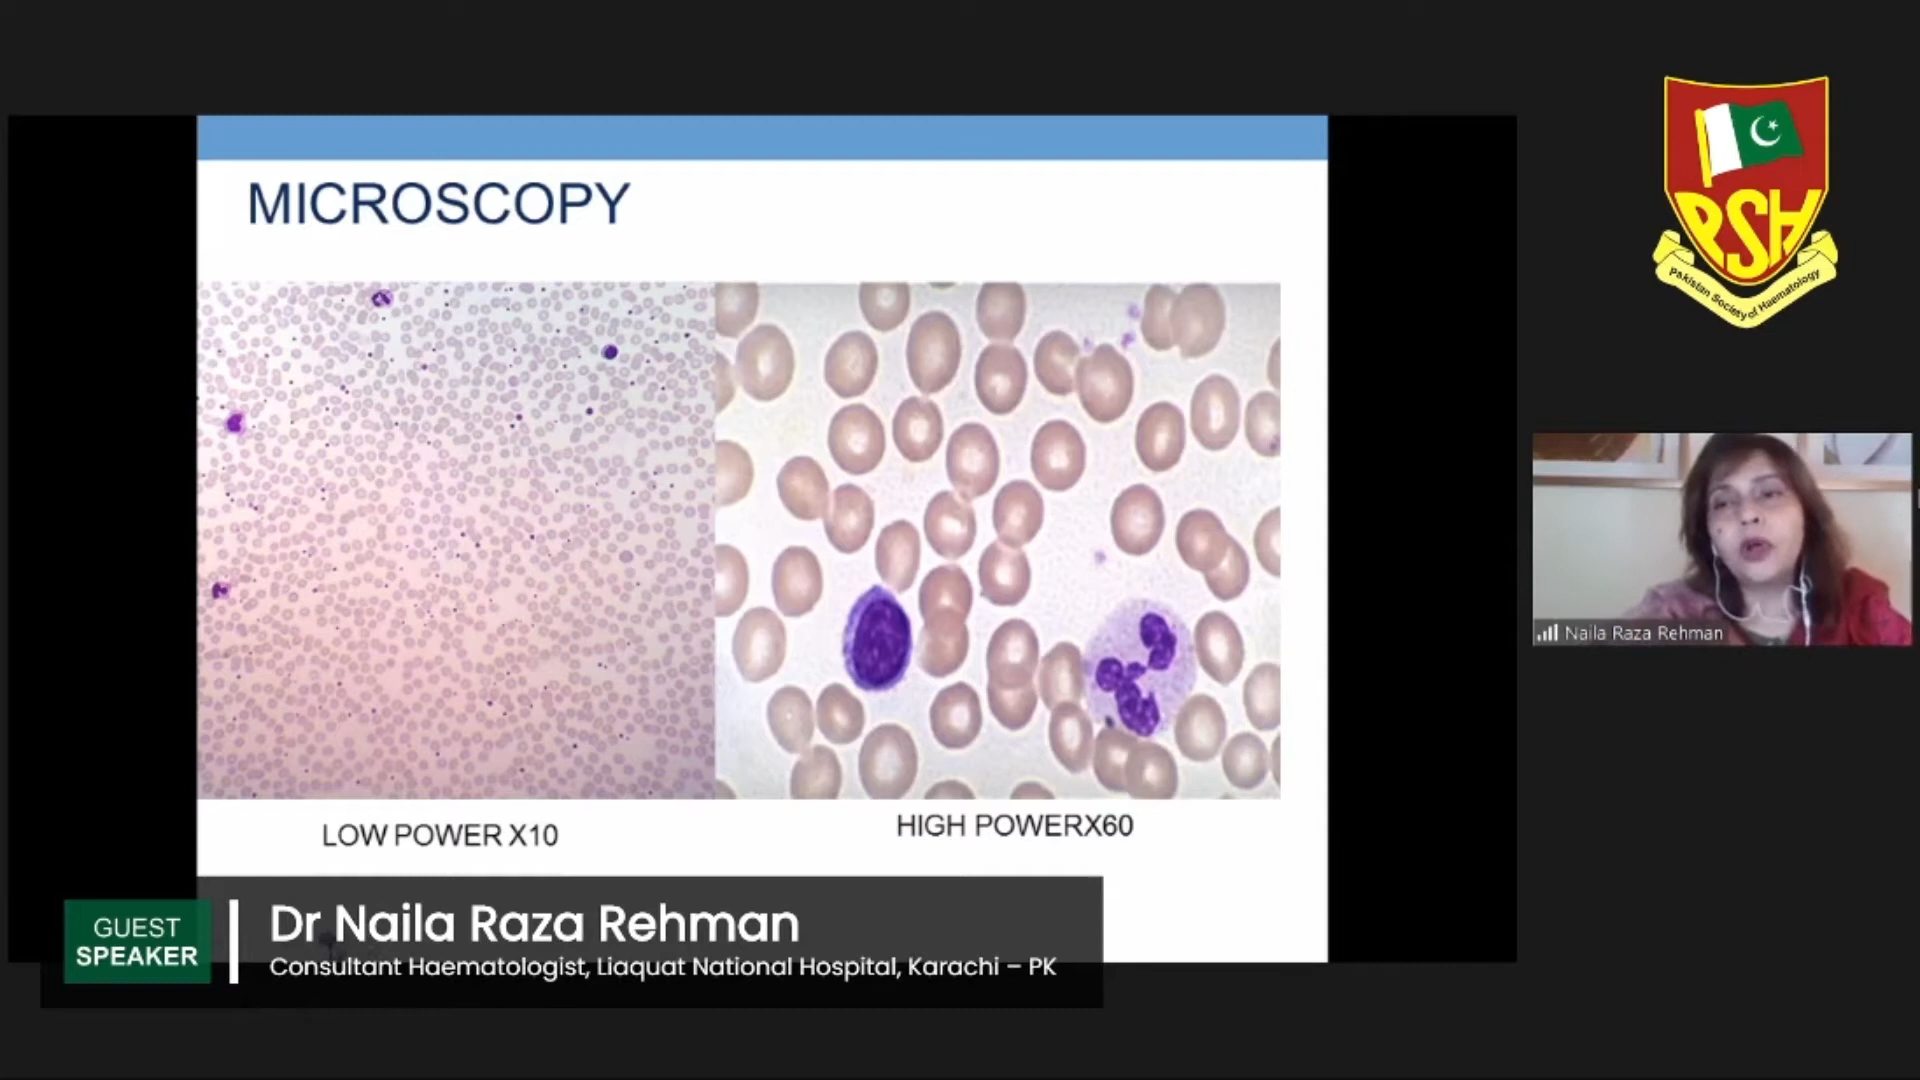 MICROSCOPY
LOW POWER X10
HIGH POWERX60
GUEST
SPEAKER
Dr Naila Raza Rehman
Consultant Haematologist, Liaquat National Hospital, Karachi – PK
PSH
Pakistan Society of Haematology
Naila Raza Rehman